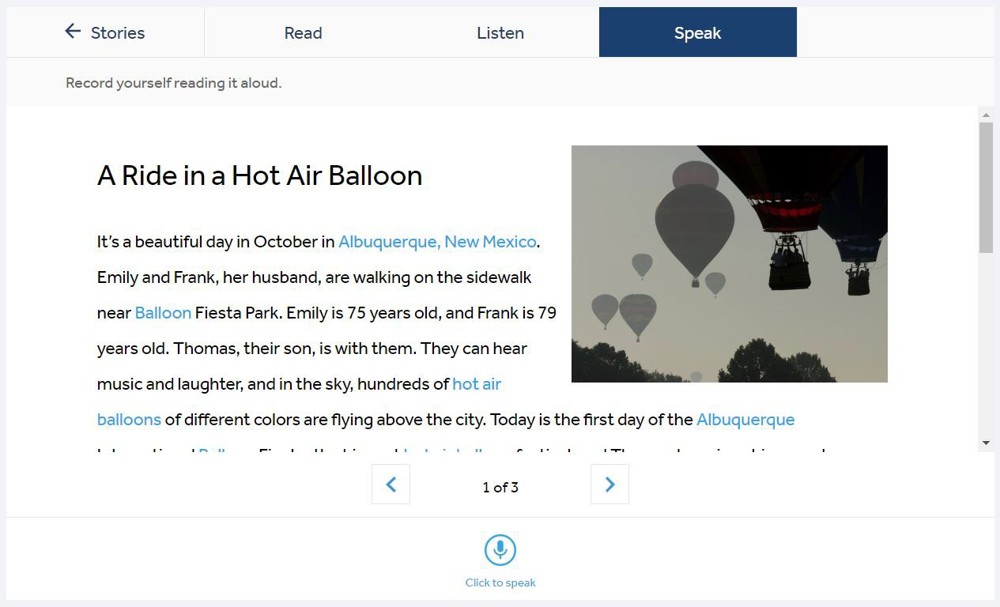 Stories
Read
Listen
Speak
Record yourself reading it aloud.
A Ride in a Hot Air Balloon
It's a beautiful day in October in Albuquerque, New Mexico.
Emily and Frank, her husband, are walking on the sidewalk
near Balloon Fiesta Park. Emily is 75 years old, and Frank is 79
years old. Thomas, their son, is with them. They can hear
music and laughter, and in the sky, hundreds of hot air
balloons of different colors are flying above the city. Today is the first day of the Albuquerque
1 of 3
Click to speak